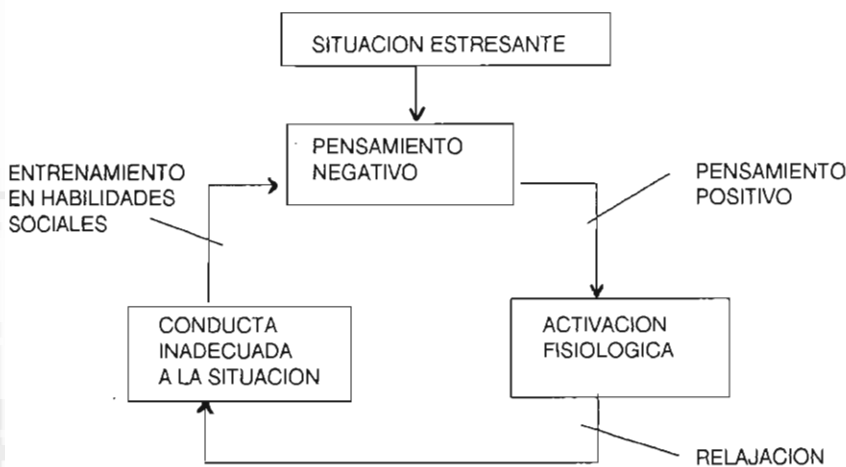 SITUACION ESTRESANTE
PENSAMIENTO
NEGATIVO
ENTRENAMIENTO
EN HABILIDADES
SOCIALES
PENSAMIENTO
POSITIVO
CONDUCTA
INADECUADA
A LA SITUACION
ACTIVACION
FISIOLOGICA
RELAJACION